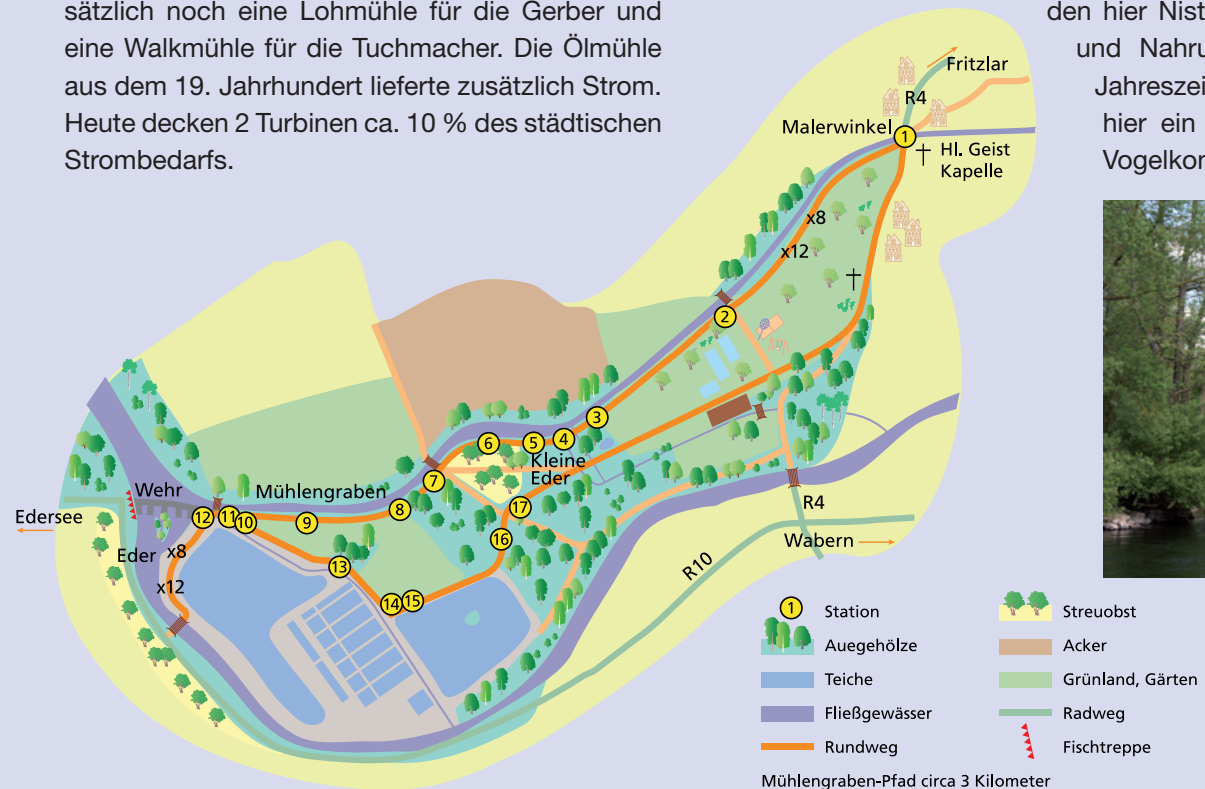 sätzlich noch eine Lohmühle für die Gerber und
eine Walkmühle für die Tuchmacher. Die Ölmühle
aus dem 19. Jahrhundert lieferte zusätzlich Strom.
Heute decken 2 Turbinen ca. 10 % des städtischen
Strombedarfs.
den hier Nist
und Nahru
Jahreszei
hier ein
Vogelkon
Fritzlar
R4
Malerwinkel
1
Hl. Geist
Kapelle
x8
x12
2
3
4
5
6
Kleine
Eder
7
Mühlengraben
8
9
10
11
12
Wehr
Edersee
Eder
x8
x12
13
14
15
16
17
R4
Wabern
R10
1 Station
Auegehölze
Teiche
Fließgewässer
Rundweg
Streuobst
Acker
Grünland, Gärten
Radweg
Fischtreppe
Mühlengraben-Pfad circa 3 Kilometer